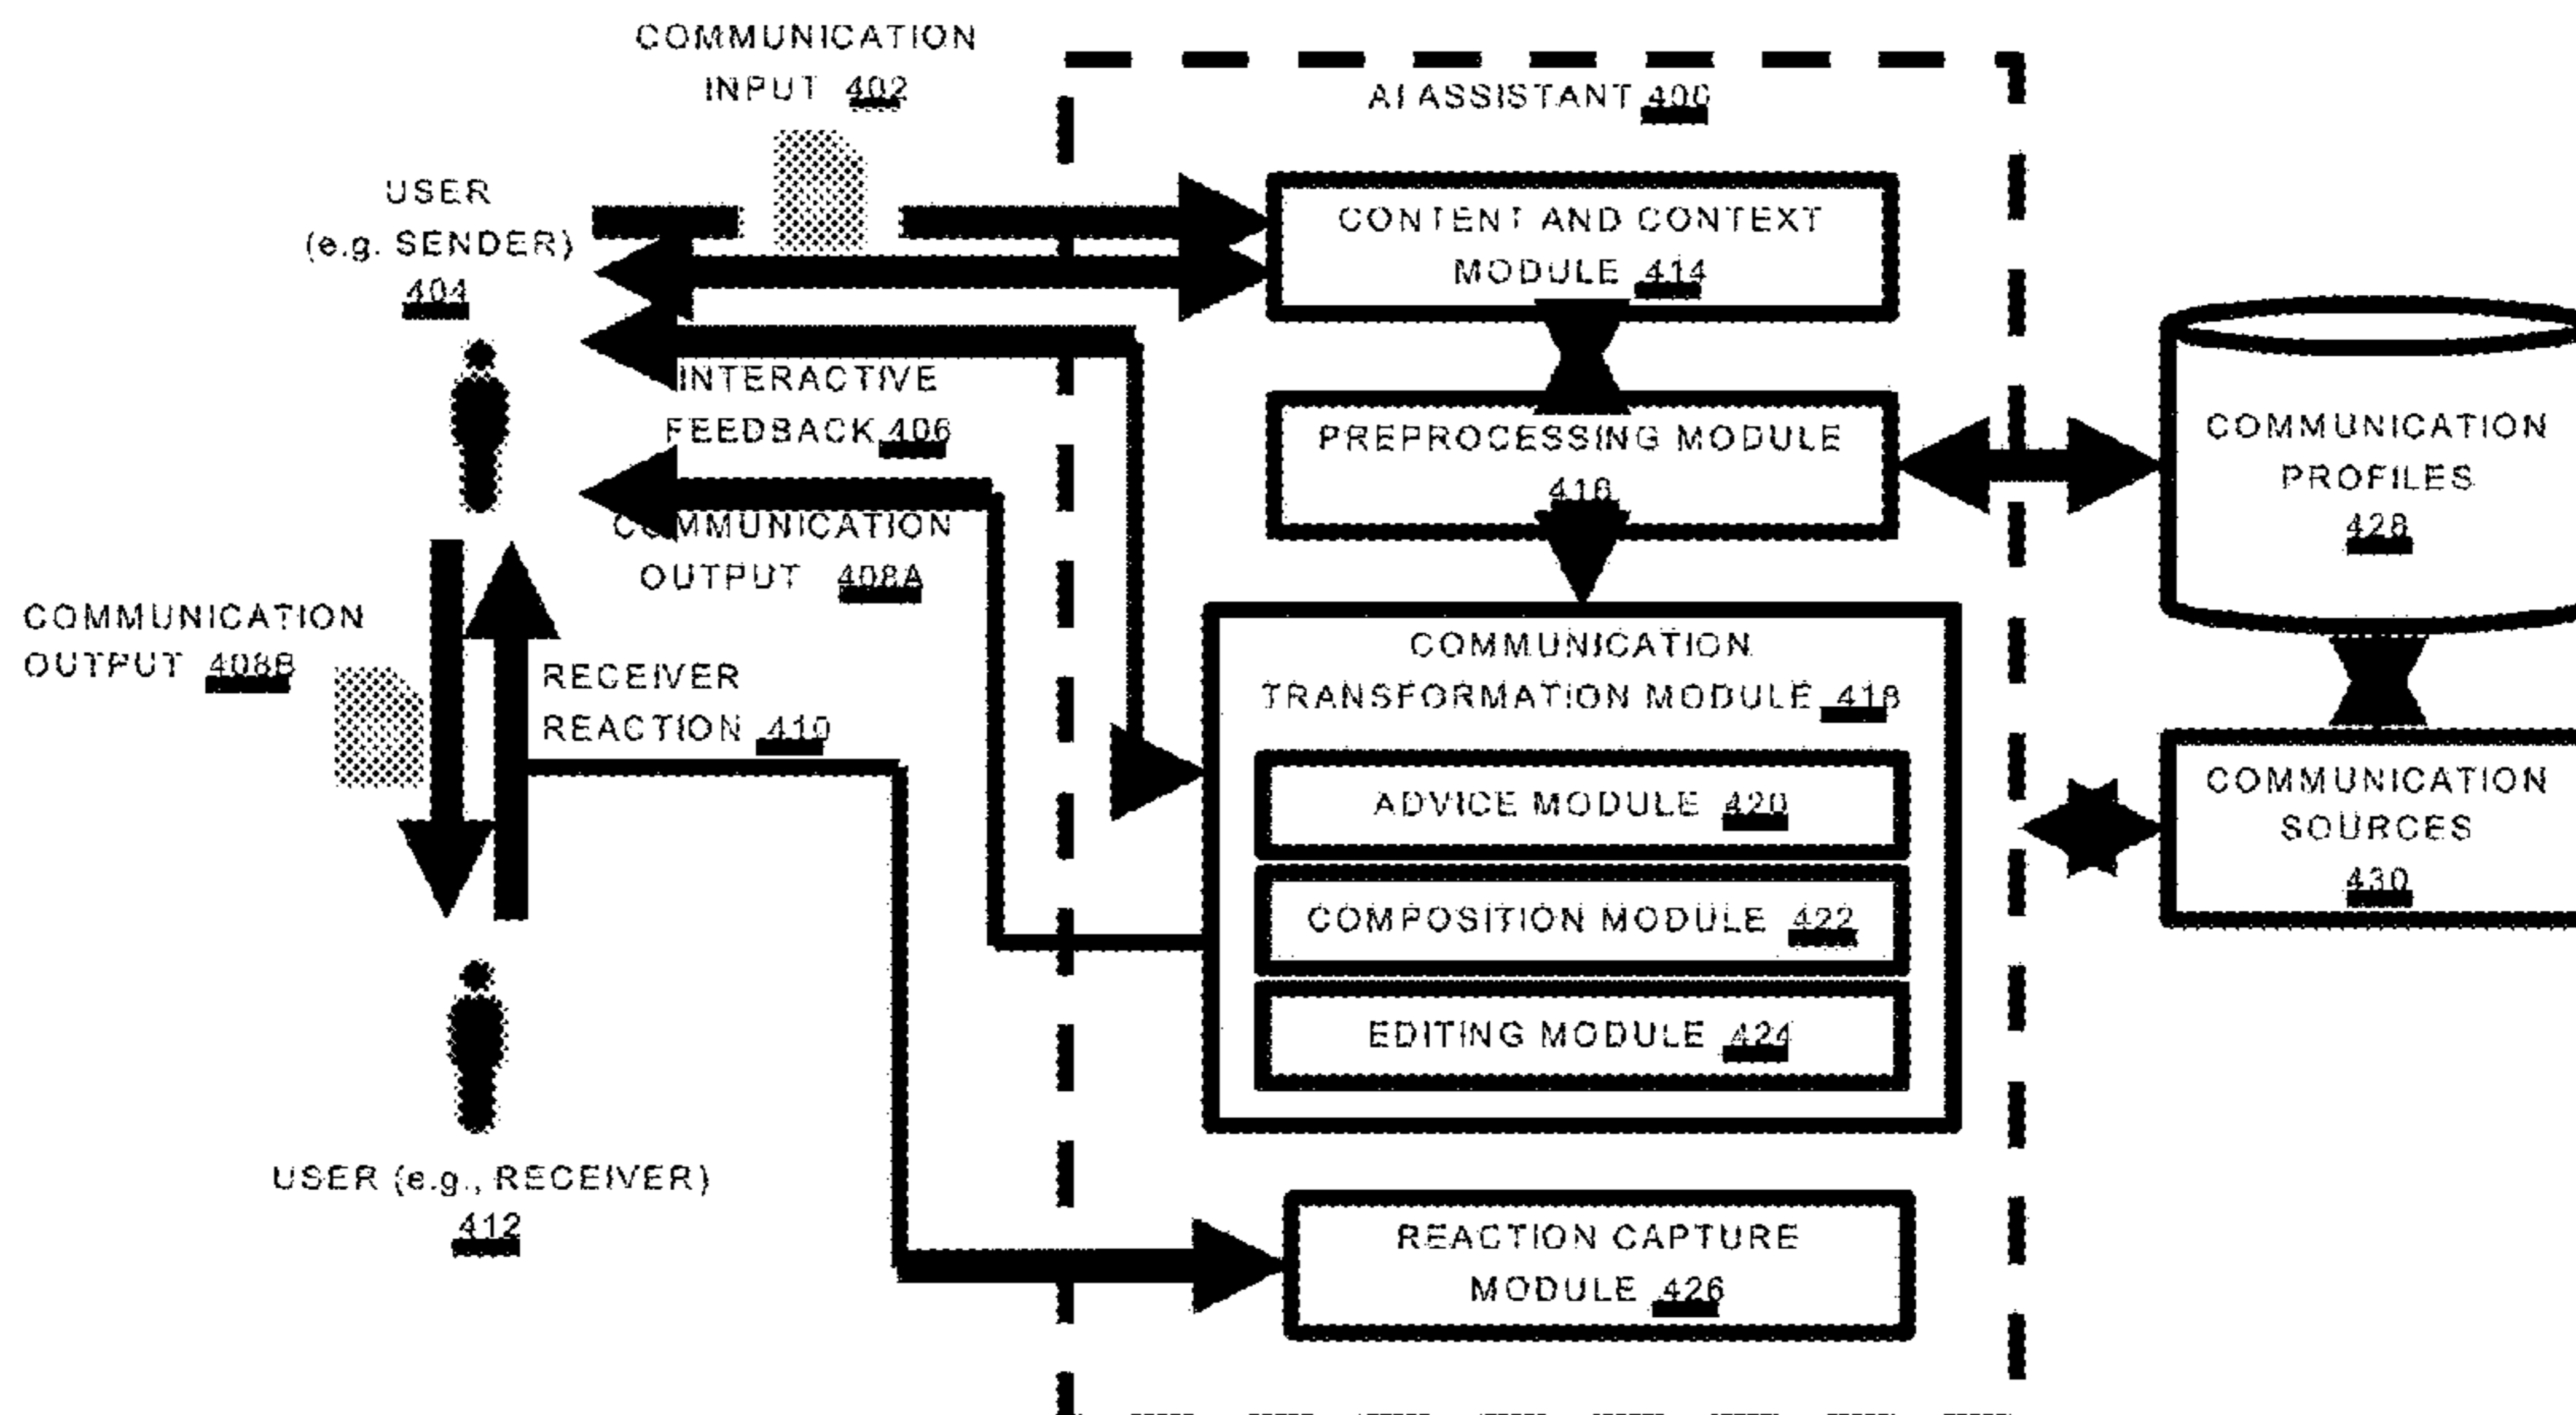 COMMUNICATION
INPUT 402
AI ASSISTANT 400
USER
(e.g. SENDER)
404
CONTENT AND CONTEXT
MODULE 414
INTERACTIVE
FEEDBACK 406
PREPROCESSING MODULE
416
COMMUNICATION
PROFILES
428
COMMUNICATION
OUTPUT 408A
COMMUNICATION
OUTPUT 408B
RECEIVER
REACTION 410
COMMUNICATION
TRANSFORMATION MODULE 418
ADVICE MODULE 420
COMPOSITION MODULE 422
EDITING MODULE 424
COMMUNICATION
SOURCES
430
USER (e.g., RECEIVER)
412
REACTION CAPTURE
MODULE 426